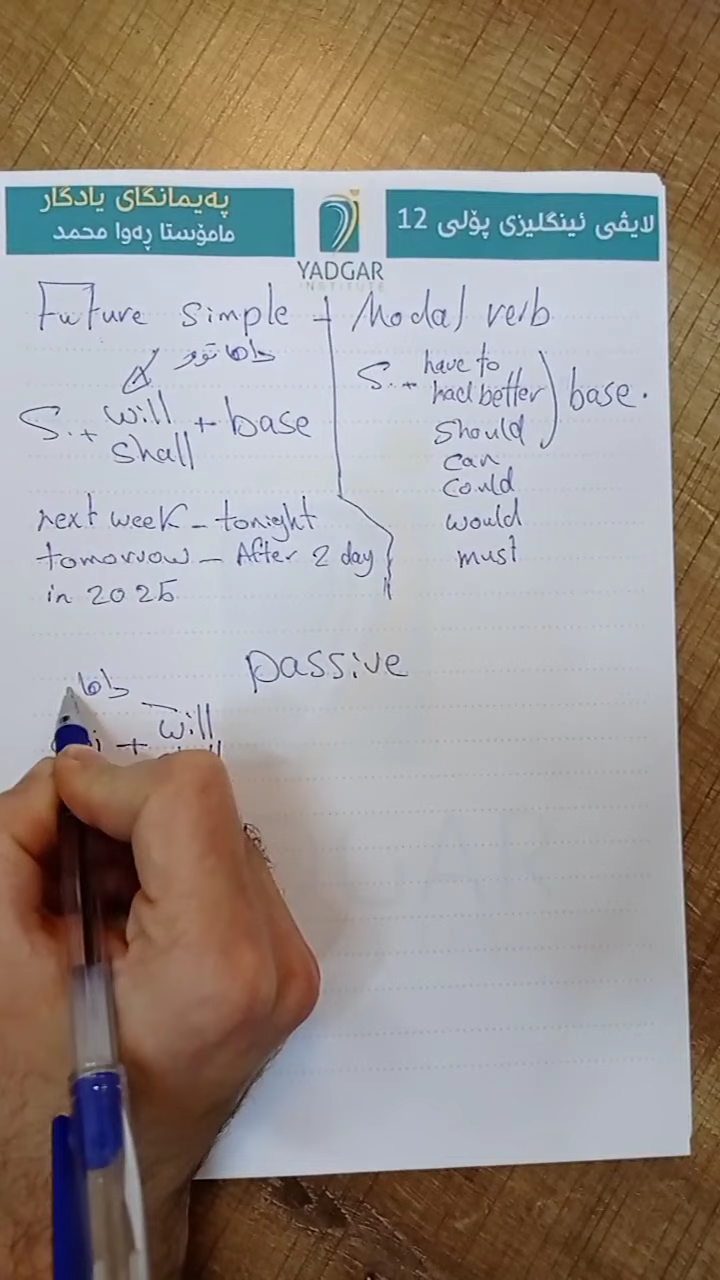 پەیمانگای یادگار
مامۆستا ڕەوا محمد
YADGAR
INSTITUTE
لایڤی ئینگلیزی پۆلی 12
Future simple + Modal verb
S. + will / shall + base
S. + have to
had better
should
can
could
would
must
base.
next week - tonight
tomorrow - After 2 day
in 2025
passive
+ will